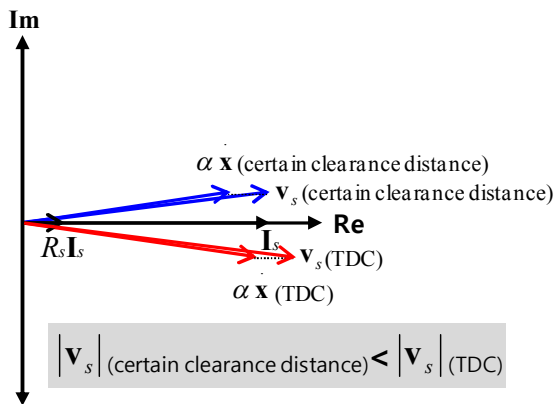 Im
α ẋ (certain clearance distance)
v_s (certain clearance distance)
Re
R_s I_s
I_s
v_s (TDC)
α ẋ (TDC)
|v_s| (certain clearance distance) < |v_s| (TDC)